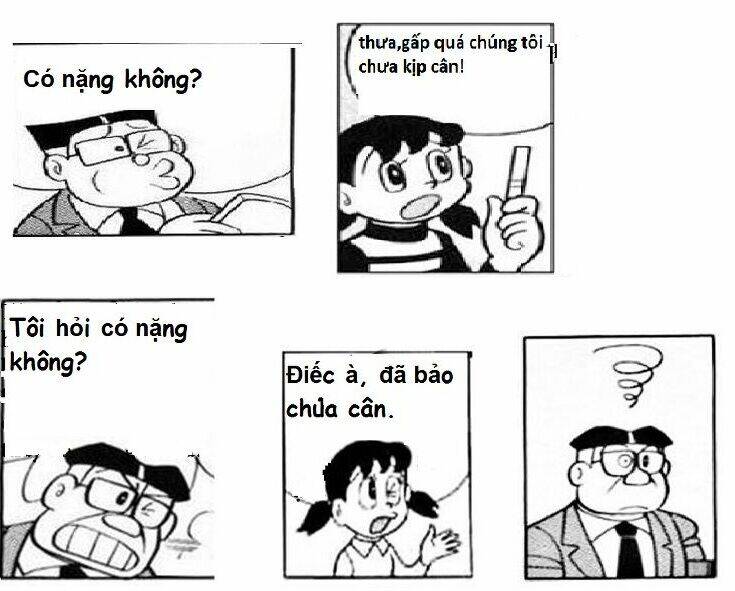 Có nặng không?
thưa,gấp quá chúng tôi
chưa kịp cân!
Tôi hỏi có nặng
không?
Điếc à, đã bảo
chưa cân.